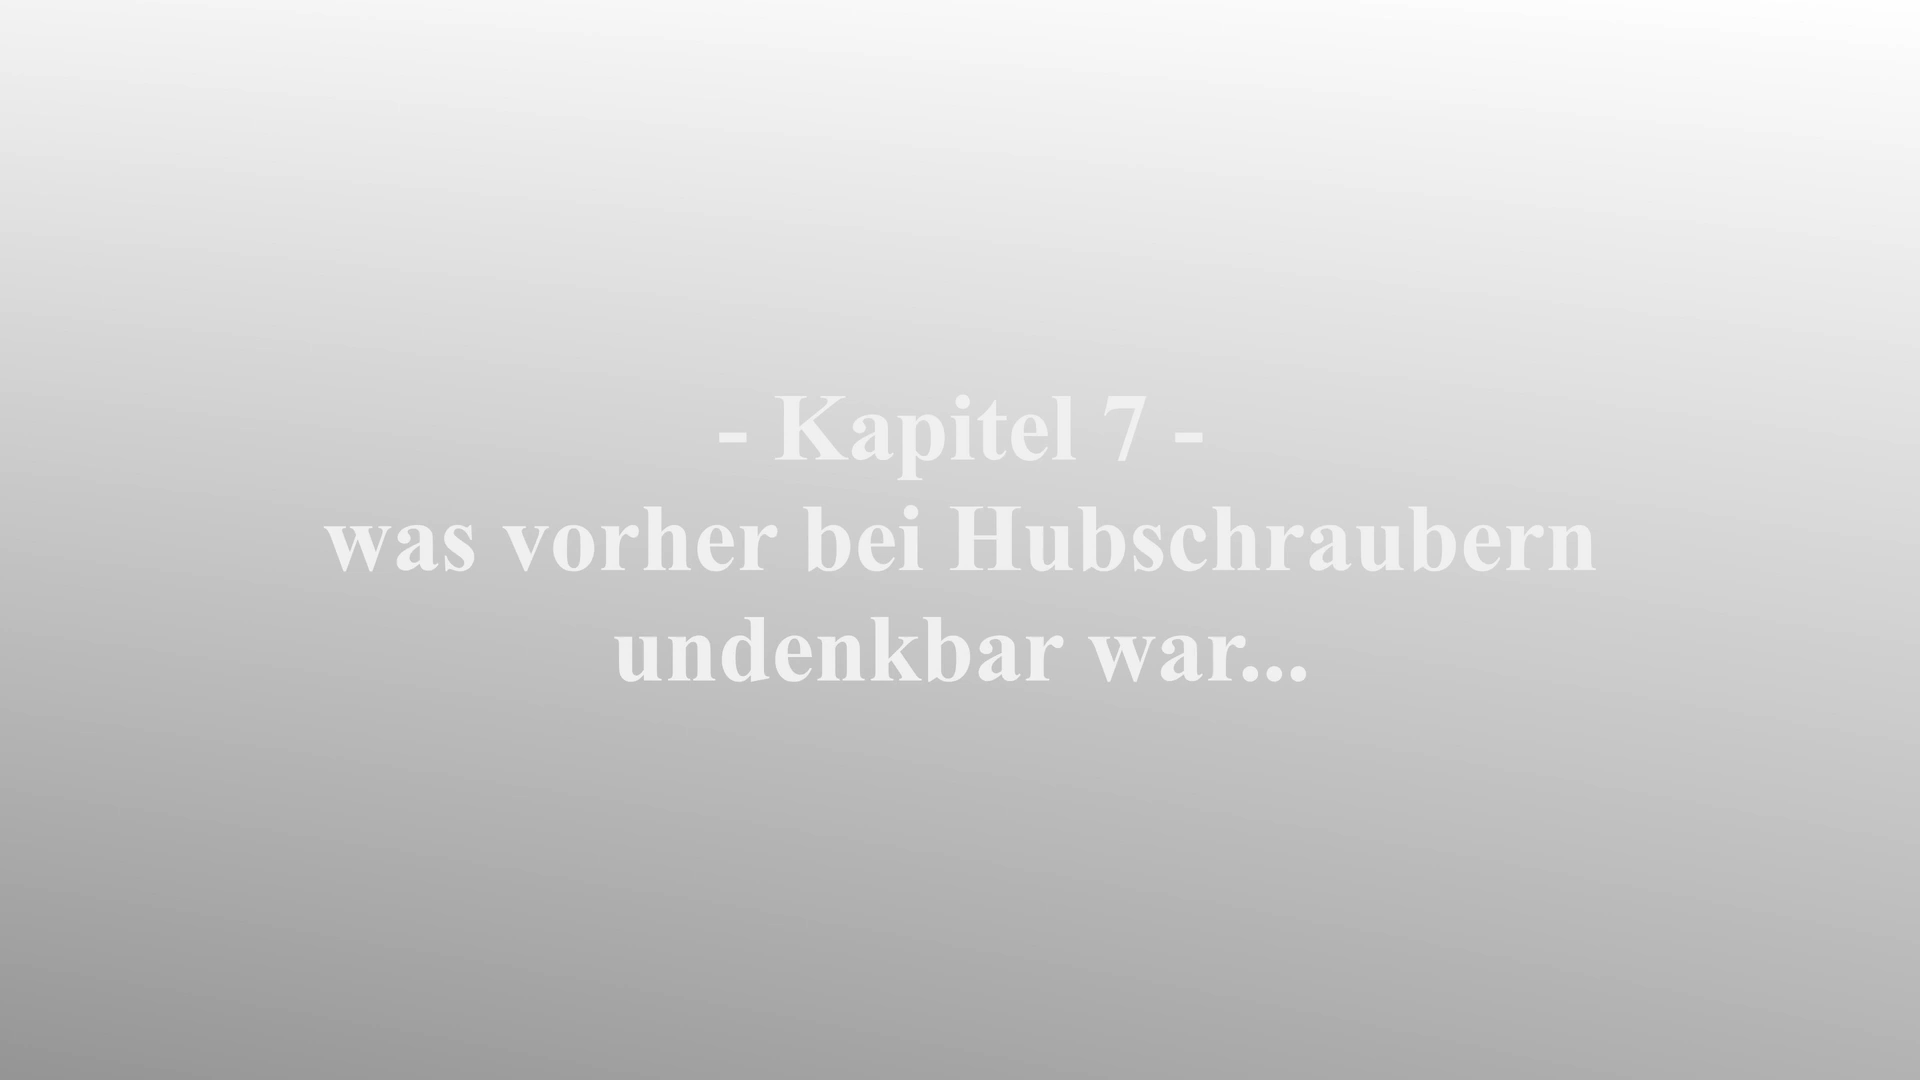 - Kapitel 7 -
was vorher bei Hubschraubern
undenkbar war...